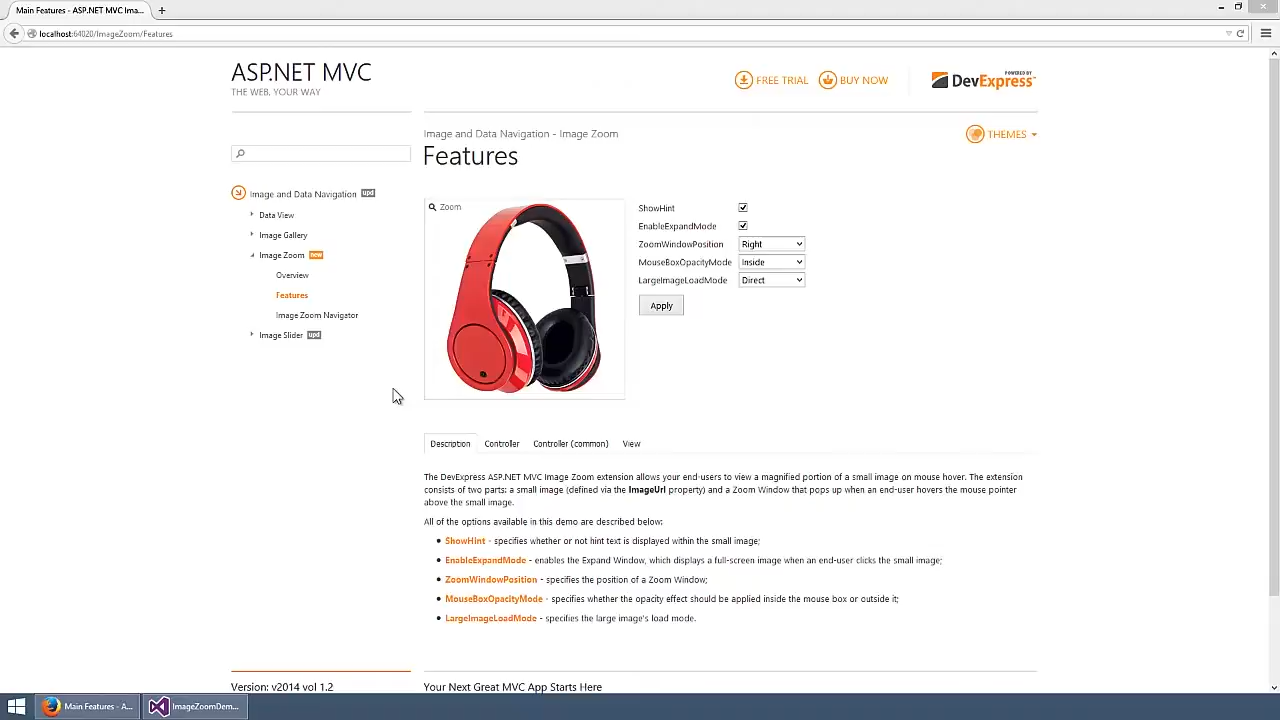 Main Features - ASP.NET MVC Ima...
localhost:64020/ImageZoom/Features
ASP.NET MVC
THE WEB, YOUR WAY
FREE TRIAL
BUY NOW
POWERED BY
DevExpress
Image and Data Navigation - Image Zoom
THEMES
Features
Image and Data Navigation upd
Data View
Image Gallery
Image Zoom new
Overview
Features
Image Zoom Navigator
Image Slider upd
Zoom
ShowHint
EnableExpandMode
ZoomWindowPosition Right
MouseBoxOpacityMode Inside
LargeImageLoadMode Direct
Apply
Description Controller Controller (common) View
The DevExpress ASP.NET MVC Image Zoom extension allows your end-users to view a magnified portion of a small image on mouse hover. The extension
consists of two parts: a small image (defined via the ImageUrl property) and a Zoom Window that pops up when an end-user hovers the mouse pointer
above the small image.
All of the options available in this demo are described below:
ShowHint - specifies whether or not hint text is displayed within the small image;
EnableExpandMode - enables the Expand Window, which displays a full-screen image when an end-user clicks the small image;
ZoomWindowPosition - specifies the position of a Zoom Window;
MouseBoxOpacityMode - specifies whether the opacity effect should be applied inside the mouse box or outside it;
LargeImageLoadMode - specifies the large image's load mode.
Version: v2014 vol 1.2
Your Next Great MVC App Starts Here
Main Features - A...
ImageZoomDem...